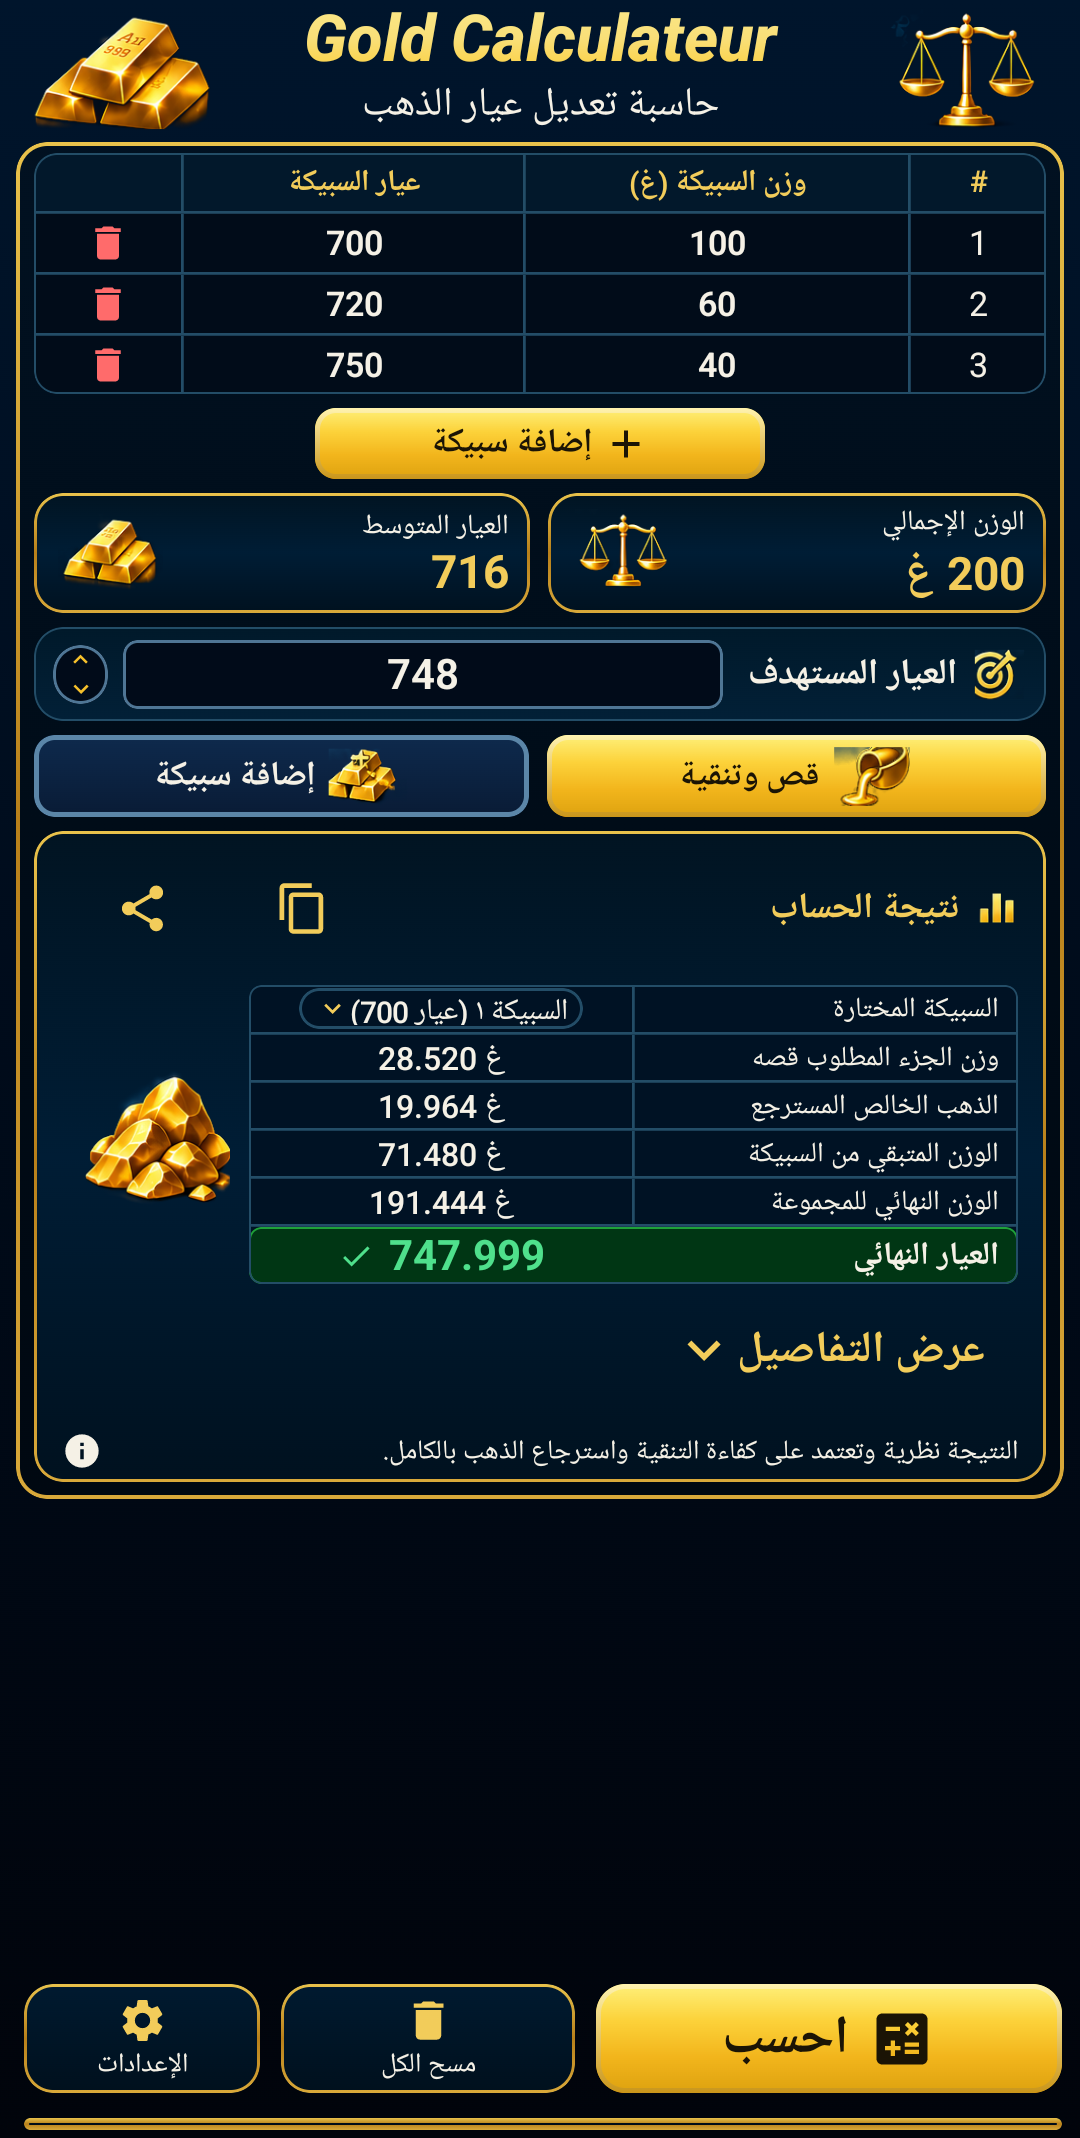 Gold Calculateur
حاسبة تعديل عيار الذهب
# وزن السبيكة (غ) عيار السبيكة
1 100 700
2 60 720
3 40 750
+ إضافة سبيكة
الوزن الإجمالي
200 غ
العيار المتوسط
716
العيار المستهدف 748
قص وتنقية
إضافة سبيكة
نتيجة الحساب
السبيكة المختارة السبيكة ١ (عيار 700)
وزن الجزء المطلوب قصه 28.520 غ
الذهب الخالص المسترجع 19.964 غ
الوزن المتبقي من السبيكة 71.480 غ
الوزن النهائي للمجموعة 191.444 غ
العيار النهائي 747.999 ✓
عرض التفاصيل
النتيجة نظرية وتعتمد على كفاءة التنقية واسترجاع الذهب بالكامل.
احسب
مسح الكل
الإعدادات